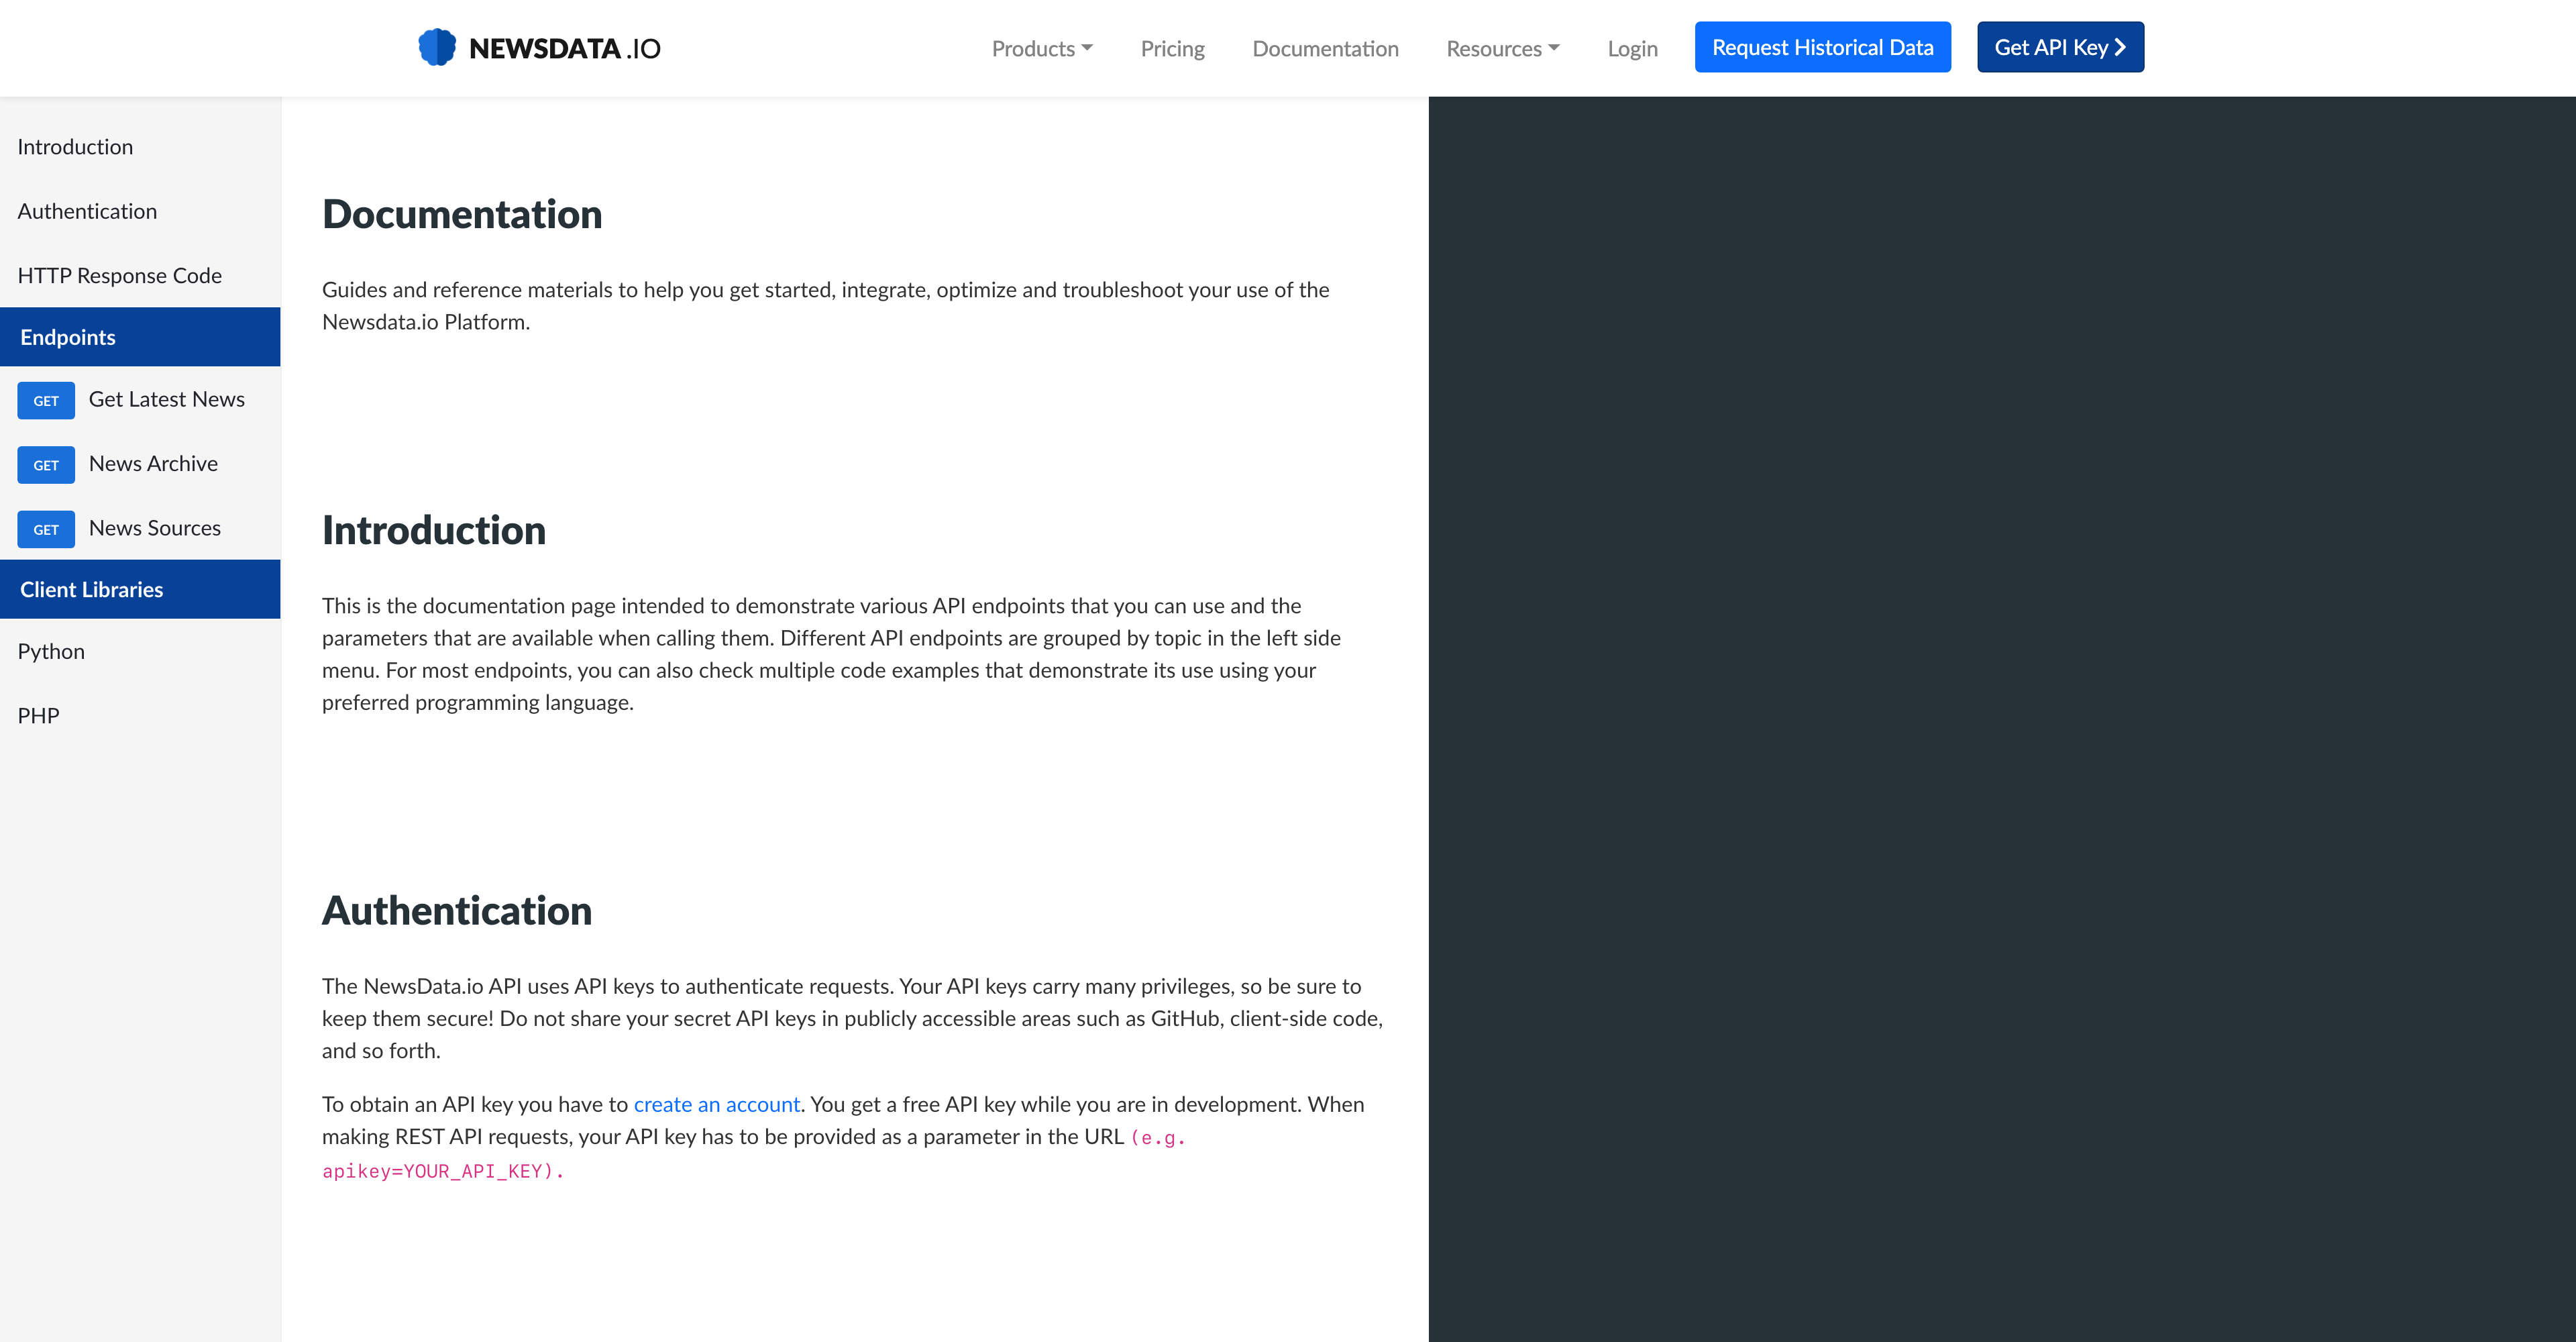 NEWSDATA.IO
Products
Pricing
Documentation
Resources
Login
Request Historical Data
Get API Key
Introduction
Authentication
HTTP Response Code
Endpoints
GET Get Latest News
GET News Archive
GET News Sources
Client Libraries
Python
PHP
Documentation
Guides and reference materials to help you get started, integrate, optimize and troubleshoot your use of the
Newsdata.io Platform.
Introduction
This is the documentation page intended to demonstrate various API endpoints that you can use and the
parameters that are available when calling them. Different API endpoints are grouped by topic in the left side
menu. For most endpoints, you can also check multiple code examples that demonstrate its use using your
preferred programming language.
Authentication
The NewsData.io API uses API keys to authenticate requests. Your API keys carry many privileges, so be sure to
keep them secure! Do not share your secret API keys in publicly accessible areas such as GitHub, client-side code,
and so forth.
To obtain an API key you have to create an account. You get a free API key while you are in development. When
making REST API requests, your API key has to be provided as a parameter in the URL (e.g.
apikey=YOUR_API_KEY).